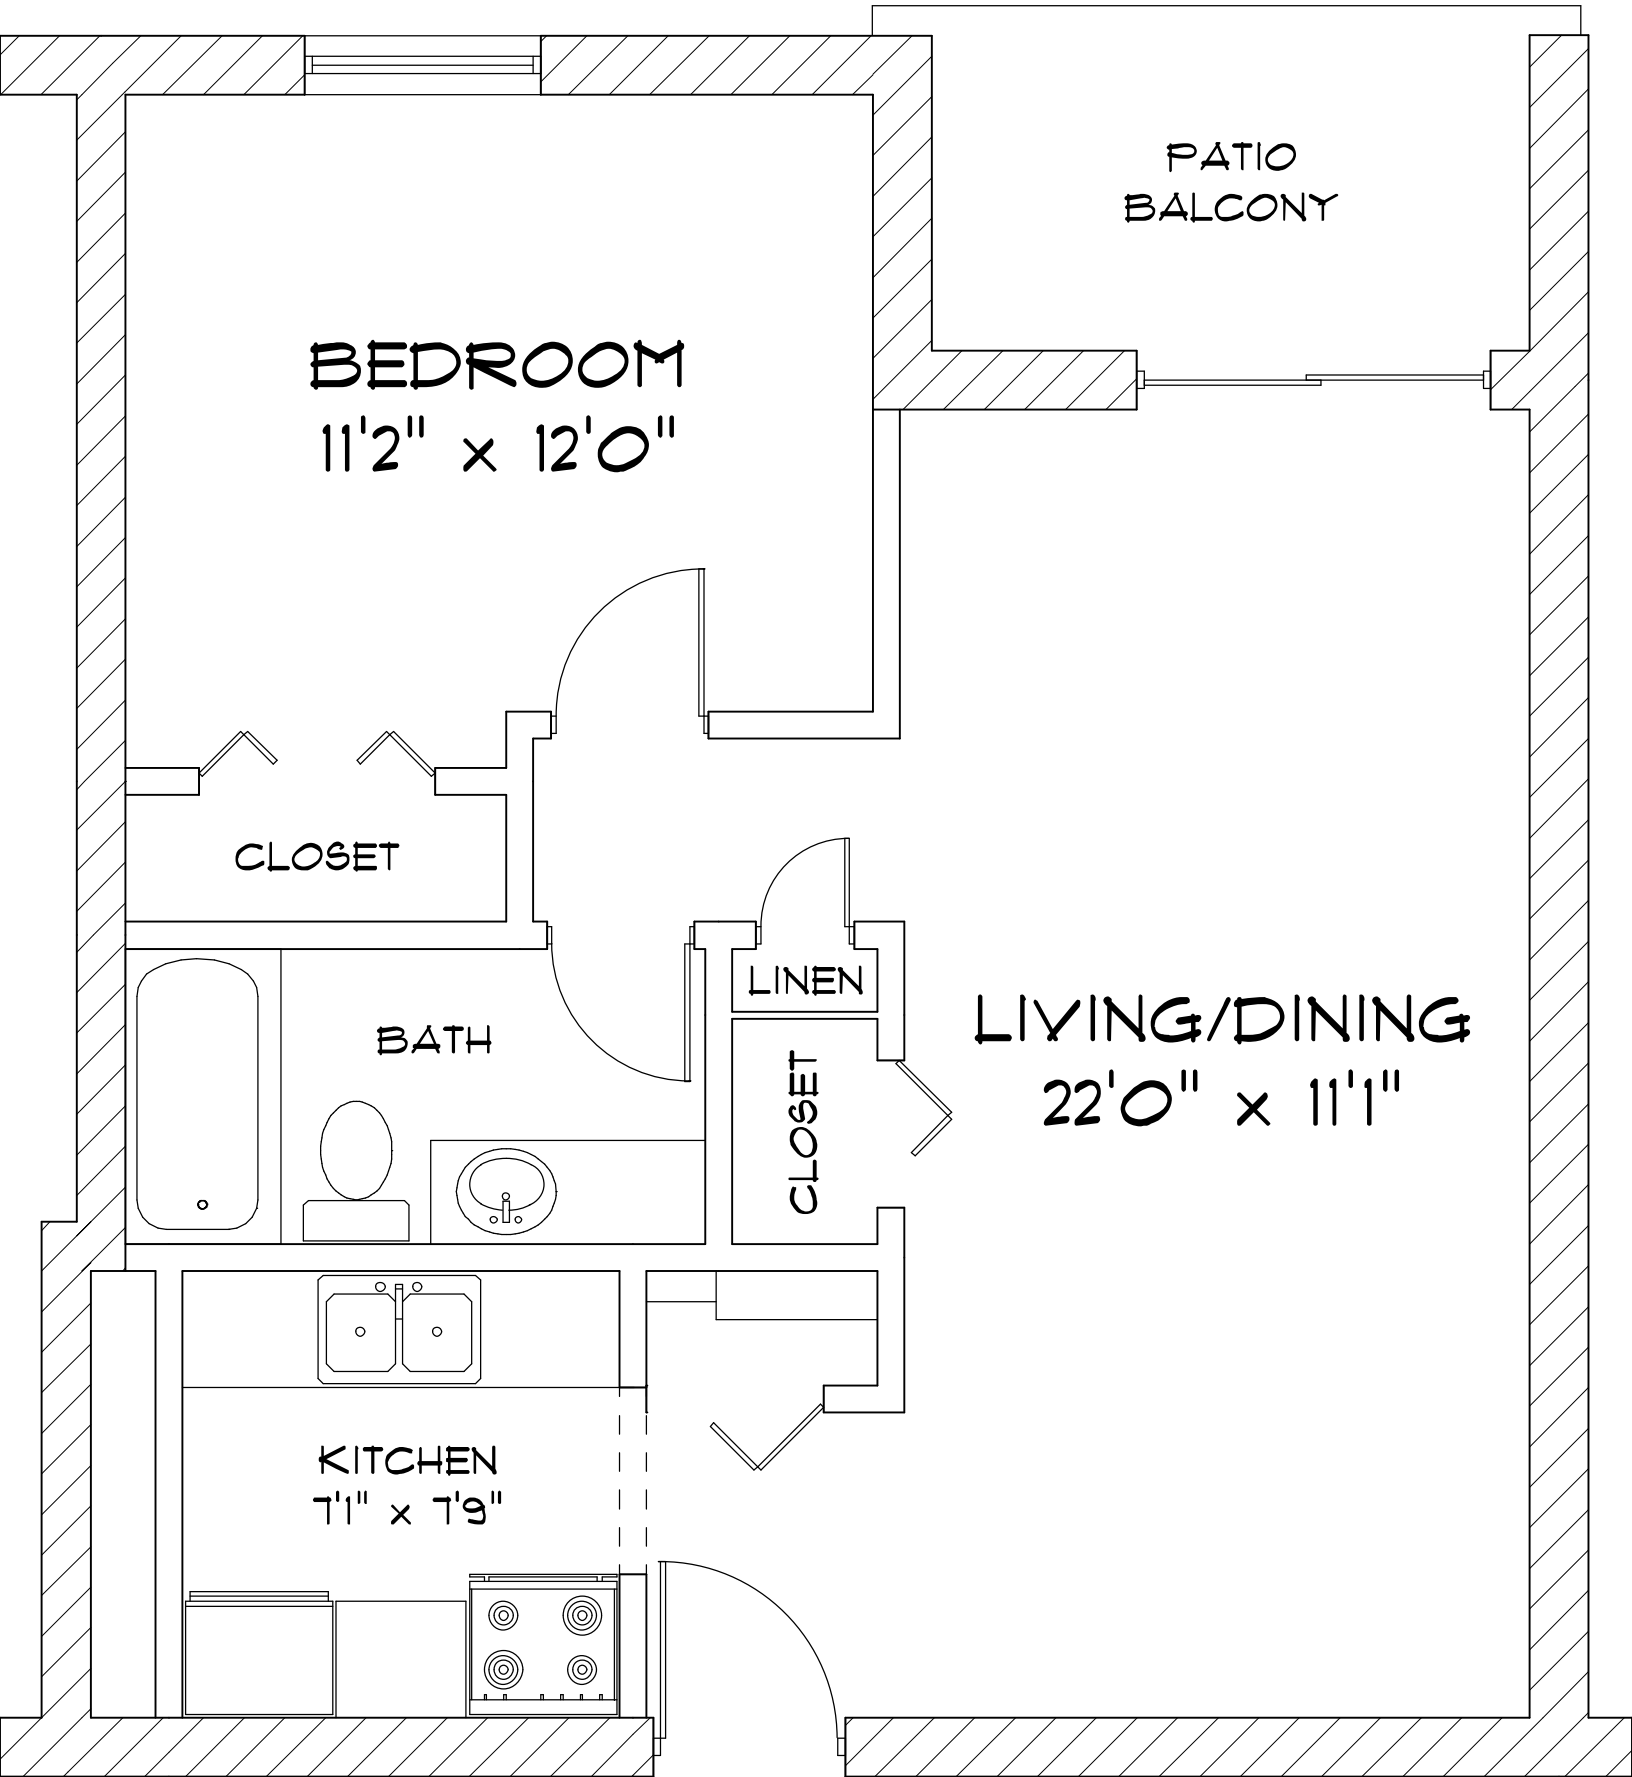 PATIO
BALCONY
BEDROOM
11'2" x 12'0"
CLOSET
LINEN
BATH
LIVING/DINING
22'0" x 11'1"
CLOSET
KITCHEN
7'1" x 7'9"